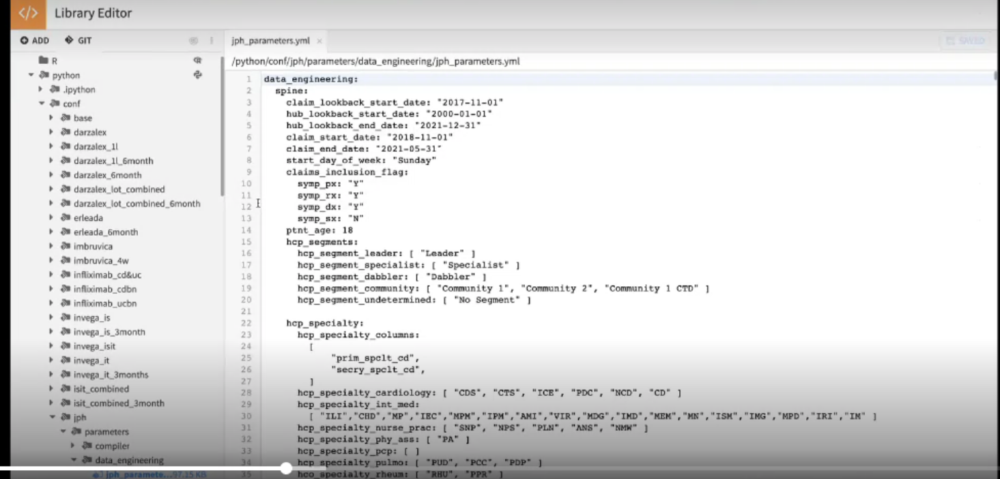 </> Library Editor
ADD GIT
R
python
.ipython
conf
base
darzalex
darzalex_1l
darzalex_1l_6month
darzalex_6month
darzalex_lot_combined
darzalex_lot_combined_6month
erleada
erleada_6month
imbruvica
imbruvica_4w
infliximab_cd&uc
infliximab_cdbn
infliximab_ucbn
invega_is
invega_is_3month
invega_isit
invega_it
invega_it_3months
isit_combined
isit_combined_3month
jph
parameters
compiler
data_engineering
jph_paramete...97.15 KB
jph_parameters.yml ×
SAVED
/python/conf/jph/parameters/data_engineering/jph_parameters.yml
1 data_engineering:
2 spine:
3 claim_lookback_start_date: "2017-11-01"
4 hub_lookback_start_date: "2000-01-01"
5 hub_lookback_end_date: "2021-12-31"
6 claim_start_date: "2018-11-01"
7 claim_end_date: "2021-05-31"
8 start_day_of_week: "Sunday"
9 claims_inclusion_flag:
10 symp_px: "Y"
11 symp_rx: "Y"
12 symp_dx: "Y"
13 symp_sx: "N"
14 ptnt_age: 18
15 hcp_segments:
16 hcp_segment_leader: [ "Leader" ]
17 hcp_segment_specialist: [ "Specialist" ]
18 hcp_segment_dabbler: [ "Dabbler" ]
19 hcp_segment_community: [ "Community 1", "Community 2", "Community 1 CTD" ]
20 hcp_segment_undetermined: [ "No Segment" ]
21
22 hcp_specialty:
23 hcp_specialty_columns:
24 [
25 "prim_spclt_cd",
26 "secry_spclt_cd",
27 ]
28 hcp_specialty_cardiology: [ "CDS", "CTS", "ICE", "PDC", "NCD", "CD" ]
29 hcp_specialty_int_med:
30 [ "ILI","CHD","MP","IEC","MPM","IPM","AMI","VIR","MDG","IMD","MEM","MN","ISM","IMG","MPD","IRI","IM" ]
31 hcp_specialty_nurse_prac: [ "SNP", "NPS", "PLN", "ANS", "NMW" ]
32 hcp_specialty_phy_ass: [ "PA" ]
33 hcp_specialty_pcp: [ ]
34 hcp_specialty_pulmo: [ "PUD", "PCC", "PDP" ]
35 hcp_specialty_rheum: [ "RHU", "PPR" ]